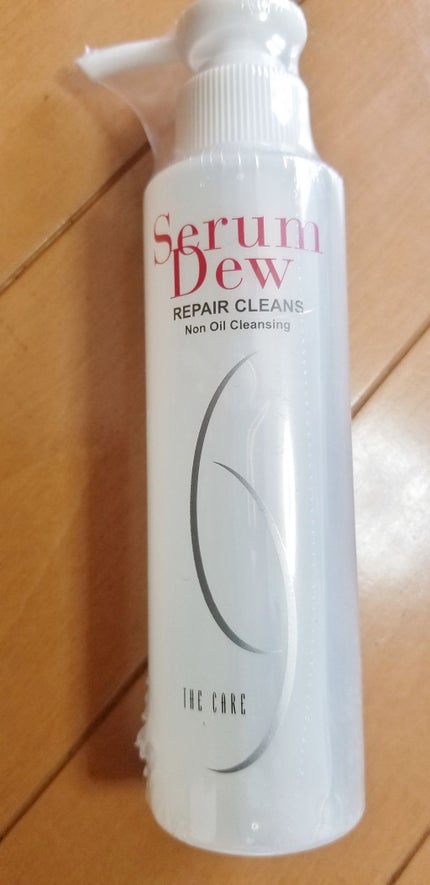 Serum
Dew
REPAIR CLEANS
Non Oil Cleansing
THE CARE